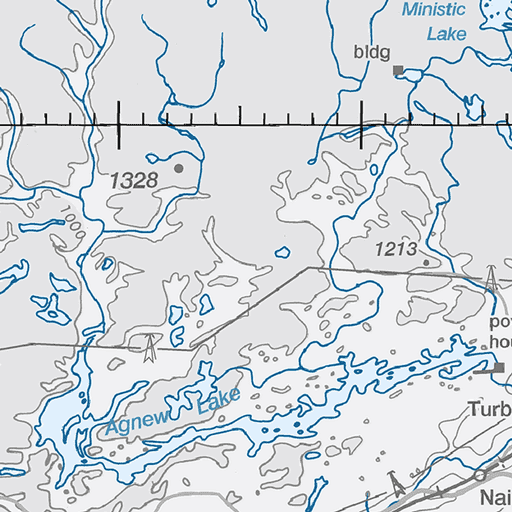 Ministic
Lake
bldg
1328
1213
po
hou
Agnew Lake
Turb
Nai